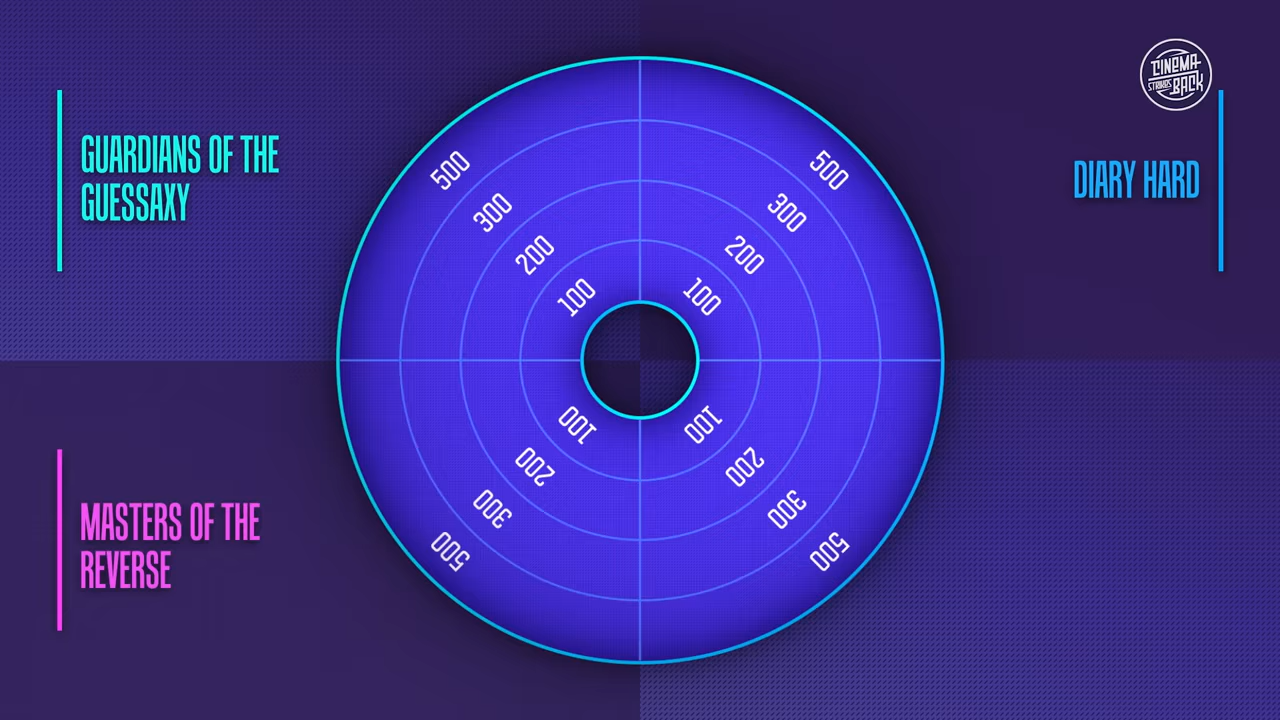 CINEMA
STRIKES
BACK
GUARDIANS OF THE
GUESSAXY
DIARY HARD
500 500
300 300
200 200
100 100
100 100
200 200
300 300
500 500
MASTERS OF THE
REVERSE